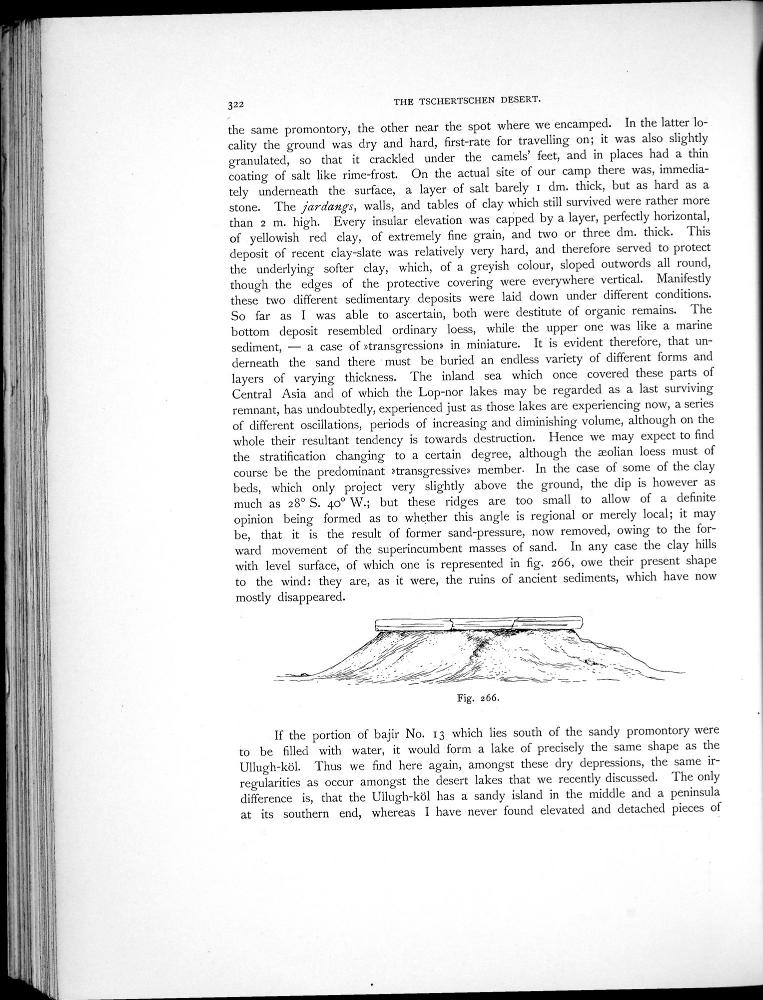 322
THE TSCHERTSCHEN DESERT.
the same promontory, the other near the spot where we encamped. In the latter lo-
cality the ground was dry and hard, first-rate for travelling on; it was also slightly
granulated, so that it crackled under the camels' feet, and in places had a thin
coating of salt like rime-frost. On the actual site of our camp there was, immedia-
tely underneath the surface, a layer of salt barely 1 dm. thick, but as hard as a
stone. The jardangs, walls, and tables of clay which still survived were rather more
than 2 m. high. Every insular elevation was capped by a layer, perfectly horizontal,
of yellowish red clay, of extremely fine grain, and two or three dm. thick. This
deposit of recent clay-slate was relatively very hard, and therefore served to protect
the underlying softer clay, which, of a greyish colour, sloped outwords all round,
though the edges of the protective covering were everywhere vertical. Manifestly
these two different sedimentary deposits were laid down under different conditions.
So far as I was able to ascertain, both were destitute of organic remains. The
bottom deposit resembled ordinary loess, while the upper one was like a marine
sediment, — a case of »transgression» in miniature. It is evident therefore, that un-
derneath the sand there must be buried an endless variety of different forms and
layers of varying thickness. The inland sea which once covered these parts of
Central Asia and of which the Lop-nor lakes may be regarded as a last surviving
remnant, has undoubtedly, experienced just as those lakes are experiencing now, a series
of different oscillations, periods of increasing and diminishing volume, although on the
whole their resultant tendency is towards destruction. Hence we may expect to find
the stratification changing to a certain degree, although the æolian loess must of
course be the predominant »transgressive» member. In the case of some of the clay
beds, which only project very slightly above the ground, the dip is however as
much as 28° S. 40° W.; but these ridges are too small to allow of a definite
opinion being formed as to whether this angle is regional or merely local; it may
be, that it is the result of former sand-pressure, now removed, owing to the for-
ward movement of the superincumbent masses of sand. In any case the clay hills
with level surface, of which one is represented in fig. 266, owe their present shape
to the wind: they are, as it were, the ruins of ancient sediments, which have now
mostly disappeared.
Fig. 266.
If the portion of bajir No. 13 which lies south of the sandy promontory were
to be filled with water, it would form a lake of precisely the same shape as the
Ullugh-köl. Thus we find here again, amongst these dry depressions, the same ir-
regularities as occur amongst the desert lakes that we recently discussed. The only
difference is, that the Ullugh-köl has a sandy island in the middle and a peninsula
at its southern end, whereas I have never found elevated and detached pieces of